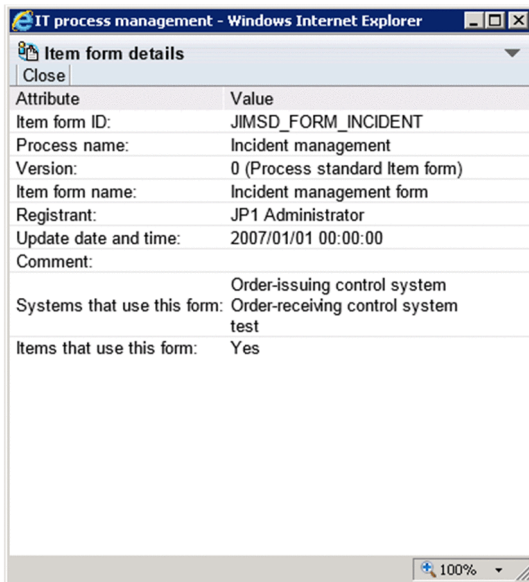 IT process management - Windows Internet Explorer
Item form details
Close
Attribute Value
Item form ID: JIMSD_FORM_INCIDENT
Process name: Incident management
Version: 0 (Process standard Item form)
Item form name: Incident management form
Registrant: JP1 Administrator
Update date and time: 2007/01/01 00:00:00
Comment:
Order-issuing control system
Systems that use this form: Order-receiving control system
test
Items that use this form: Yes
100%